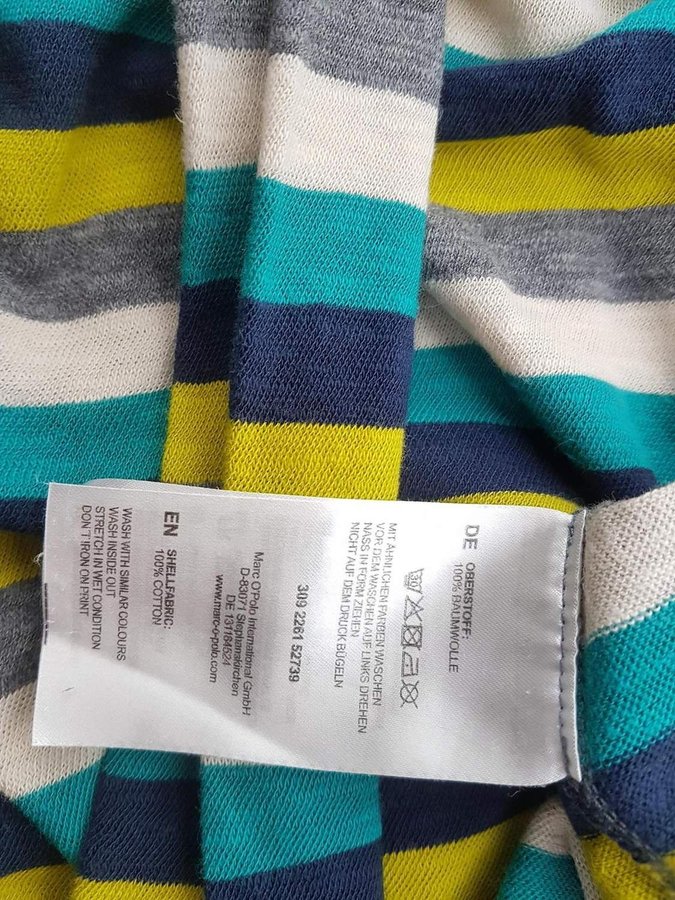 DE OBERSTOFF:
100% BAUMWOLLE
30
MIT ÄHNLICHEN FARBEN WASCHEN
VOR DEM WASCHEN AUF LINKS DREHEN
NASS IN FORM ZIEHEN
NICHT AUF DEM DRUCK BÜGELN
309 2261 52739
Marc O'Polo International GmbH
D-83071 Stephanskirchen
DE 131184524
www.marc-o-polo.com
EN SHELLFABRIC:
100% COTTON
WASH WITH SIMILAR COLOURS
WASH INSIDE OUT
STRETCH IN WET CONDITION
DON'T IRON ON PRINT